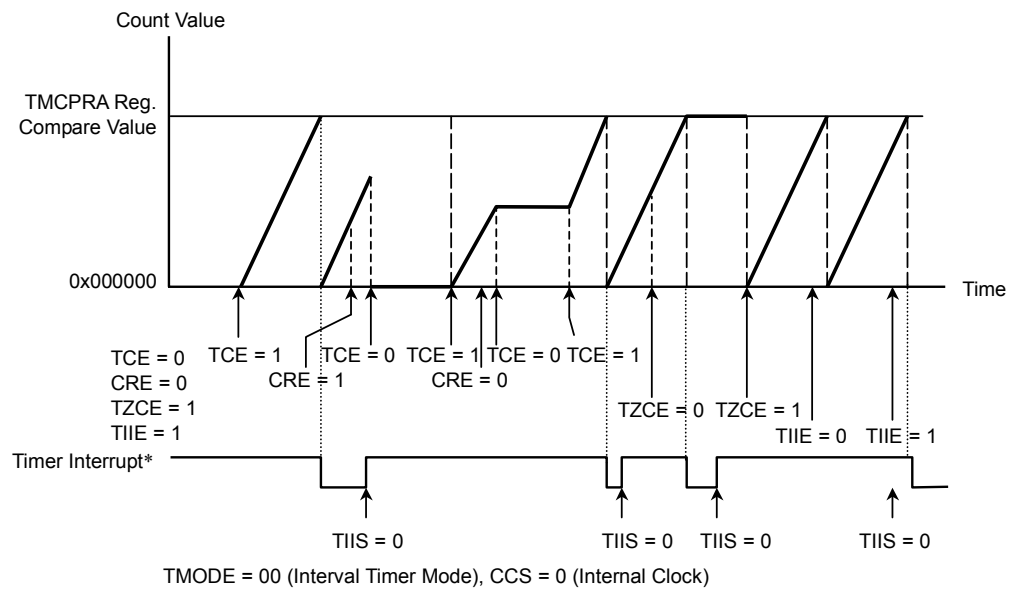 Count Value
TMCPRA Reg.
Compare Value
0x000000
Time
TCE = 0
CRE = 0
TZCE = 1
TIIE = 1
TCE = 1
CRE = 1
TCE = 0
TCE = 1
CRE = 0
TCE = 0
TCE = 1
TZCE = 0
TZCE = 1
TIIE = 0
TIIE = 1
Timer Interrupt*
TIIS = 0
TIIS = 0
TIIS = 0
TIIS = 0
TMODE = 00 (Interval Timer Mode), CCS = 0 (Internal Clock)